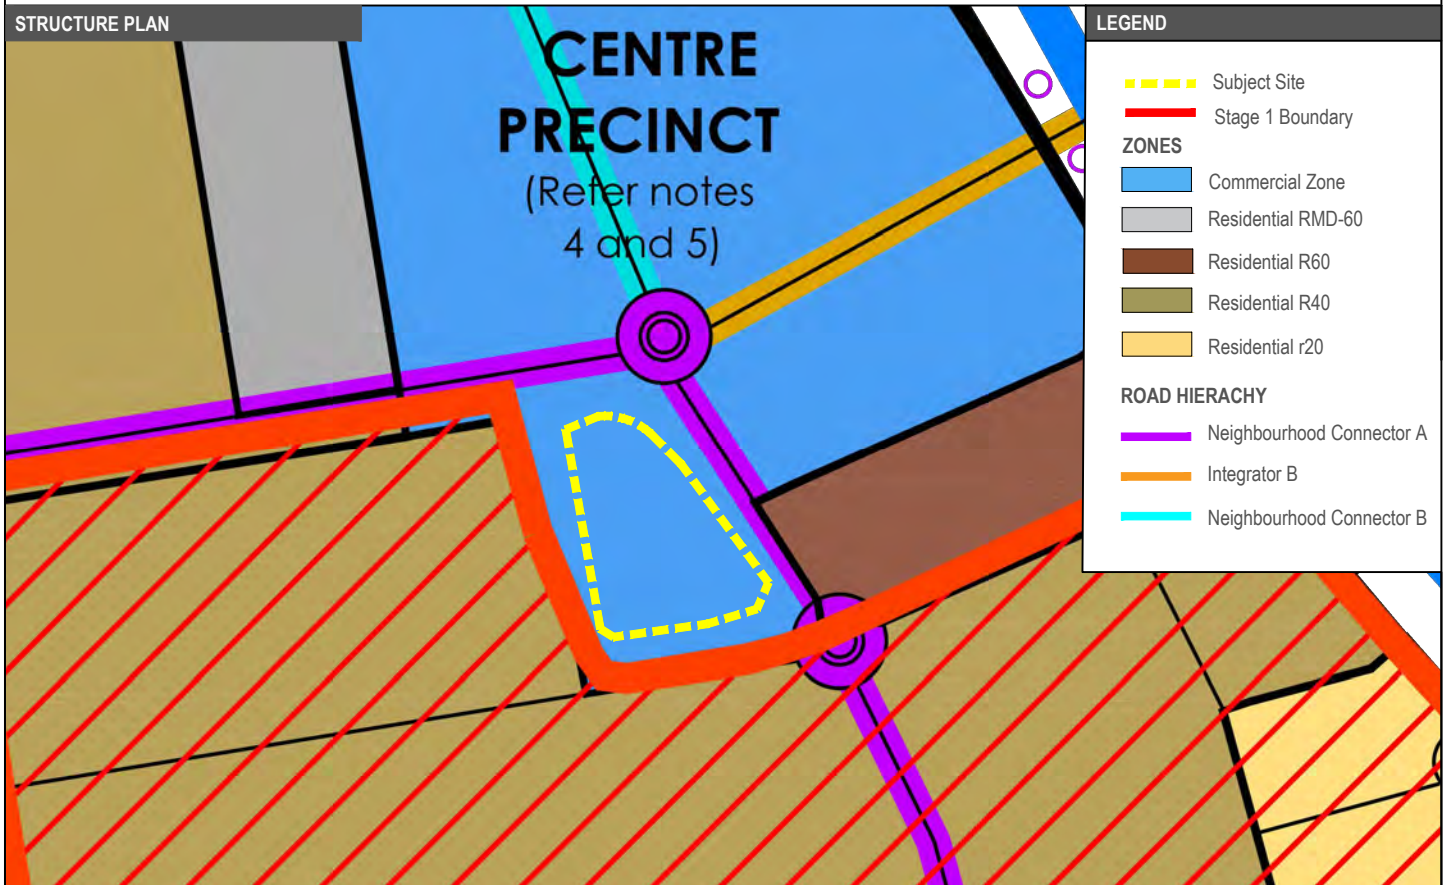 STRUCTURE PLAN
CENTRE
PRECINCT
(Refer notes
4 and 5)
LEGEND
Subject Site
Stage 1 Boundary
ZONES
Commercial Zone
Residential RMD-60
Residential R60
Residential R40
Residential r20
ROAD HIERACHY
Neighbourhood Connector A
Integrator B
Neighbourhood Connector B